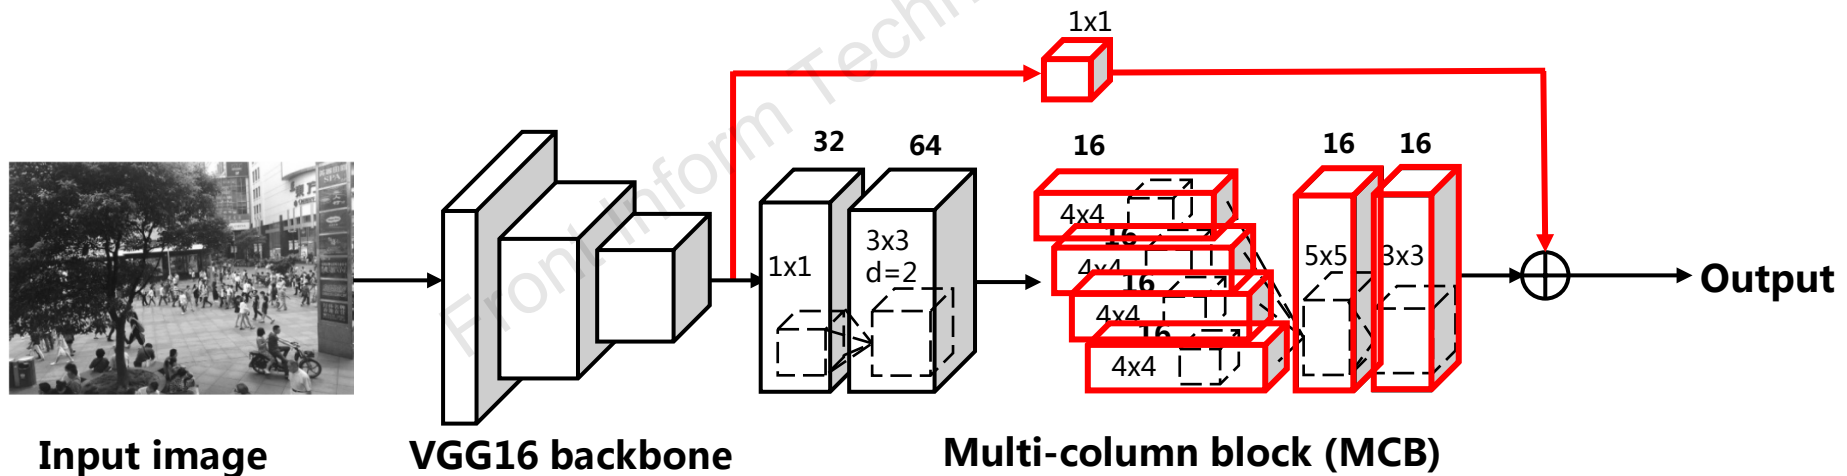 1x1
32
64
16
16
16
1x1
3x3
d=2
4x4
16
4x4
16
4x4
16
4x4
5x5
3x3
Output
Input image
VGG16 backbone
Multi-column block (MCB)
Front Inform Techn